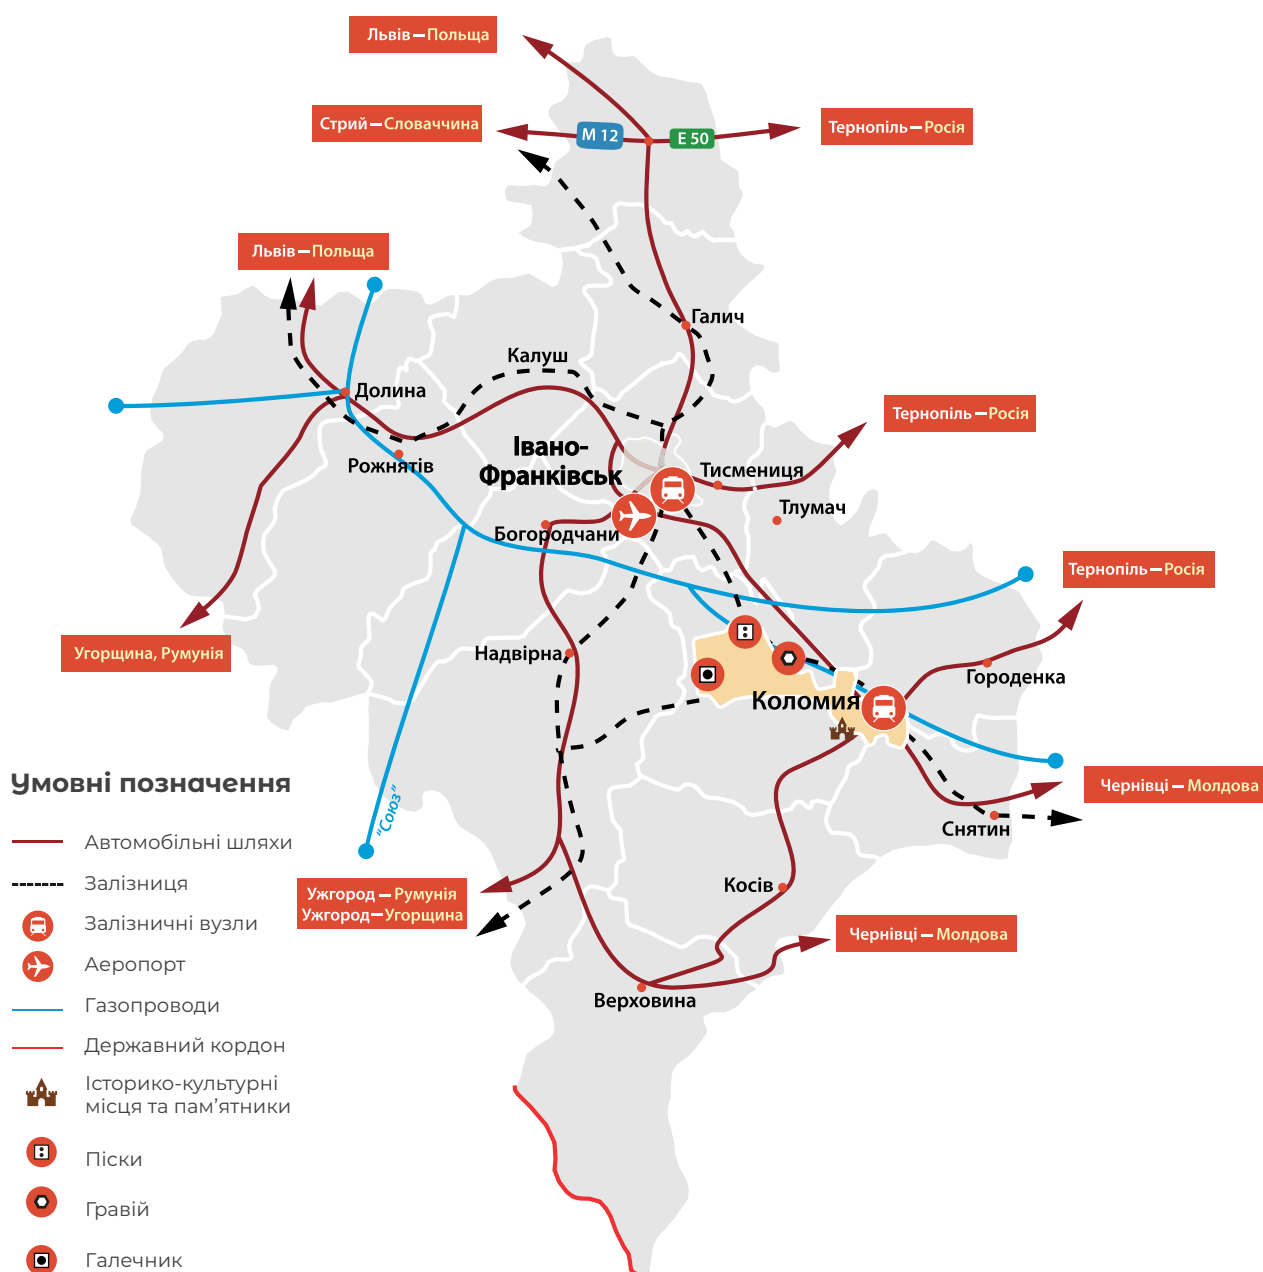 Львів – Польща
Стрий – Словаччина
М 12
Е 50
Тернопіль – Росія
Львів – Польща
Галич
Калуш
Долина
Тернопіль – Росія
Івано-
Франківськ
Рожнятів
Тисмениця
Тлумач
Богородчани
Тернопіль – Росія
Угорщина, Румунія
Надвірна
Городенка
Коломия
Умовні позначення
"Союз"
Чернівці – Молдова
Снятин
Автомобільні шляхи
Залізниця
Косів
Ужгород – Румунія
Ужгород – Угорщина
Залізничні вузли
Чернівці – Молдова
Аеропорт
Верховина
Газопроводи
Державний кордон
Історико-культурні
місця та пам’ятники
Піски
Гравій
Галечник